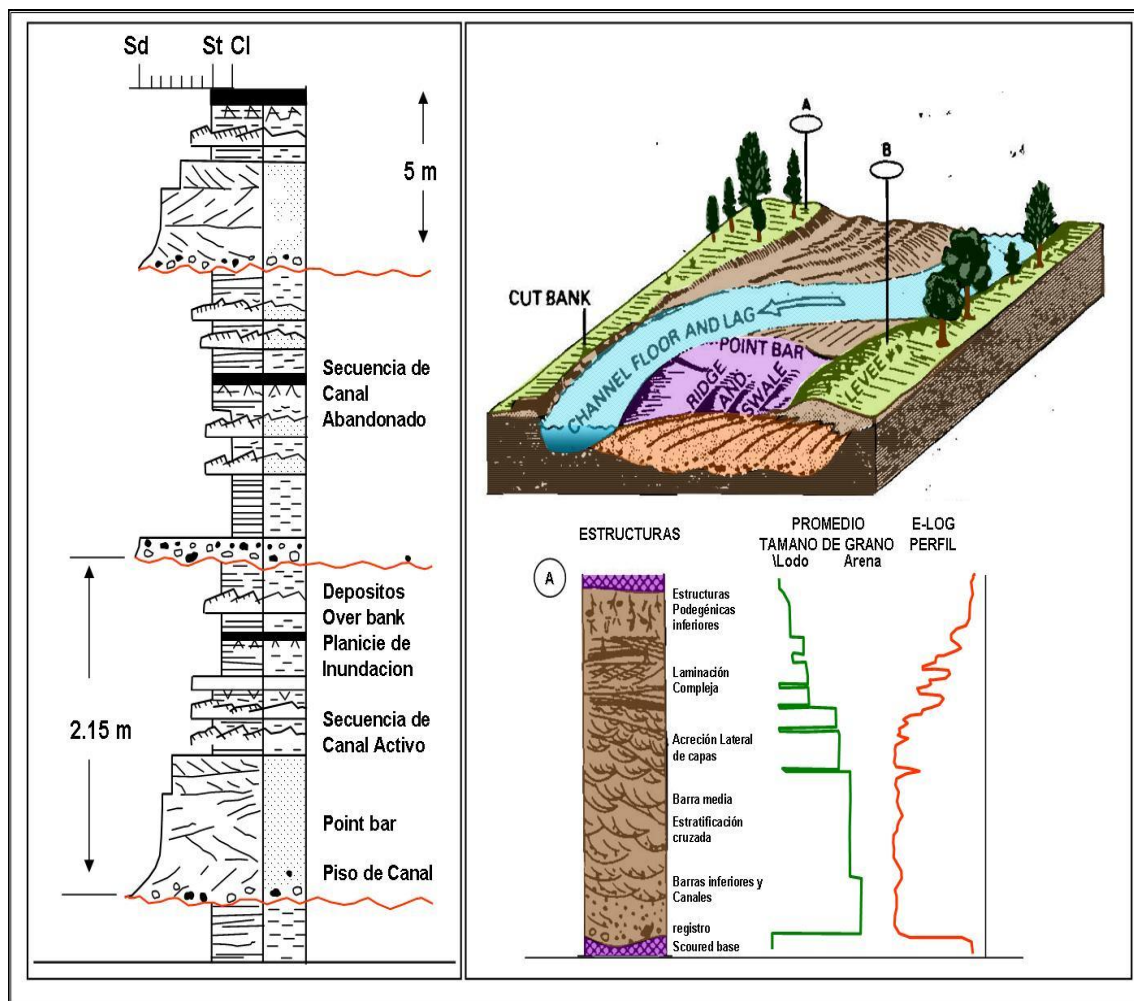 Sd St Cl
5 m
Secuencia de
Canal
Abandonado
Depositos
Over bank
Planicie de
Inundacion
2.15 m
Secuencia de
Canal Activo
Point bar
Piso de Canal
A
B
CUT BANK
CHANNEL FLOOR AND LAG
POINT BAR
RIDGE
AND
SWALE
LEVEE
ESTRUCTURAS
PROMEDIO
TAMANO DE GRANO
\Lodo Arena
E-LOG
PERFIL
A
Estructuras
Podegénicas
inferiores
Laminación
Compleja
Acreción Lateral
de capas
Barra media
Estratificación
cruzada
Barras inferiores y
Canales
registro
Scoured base